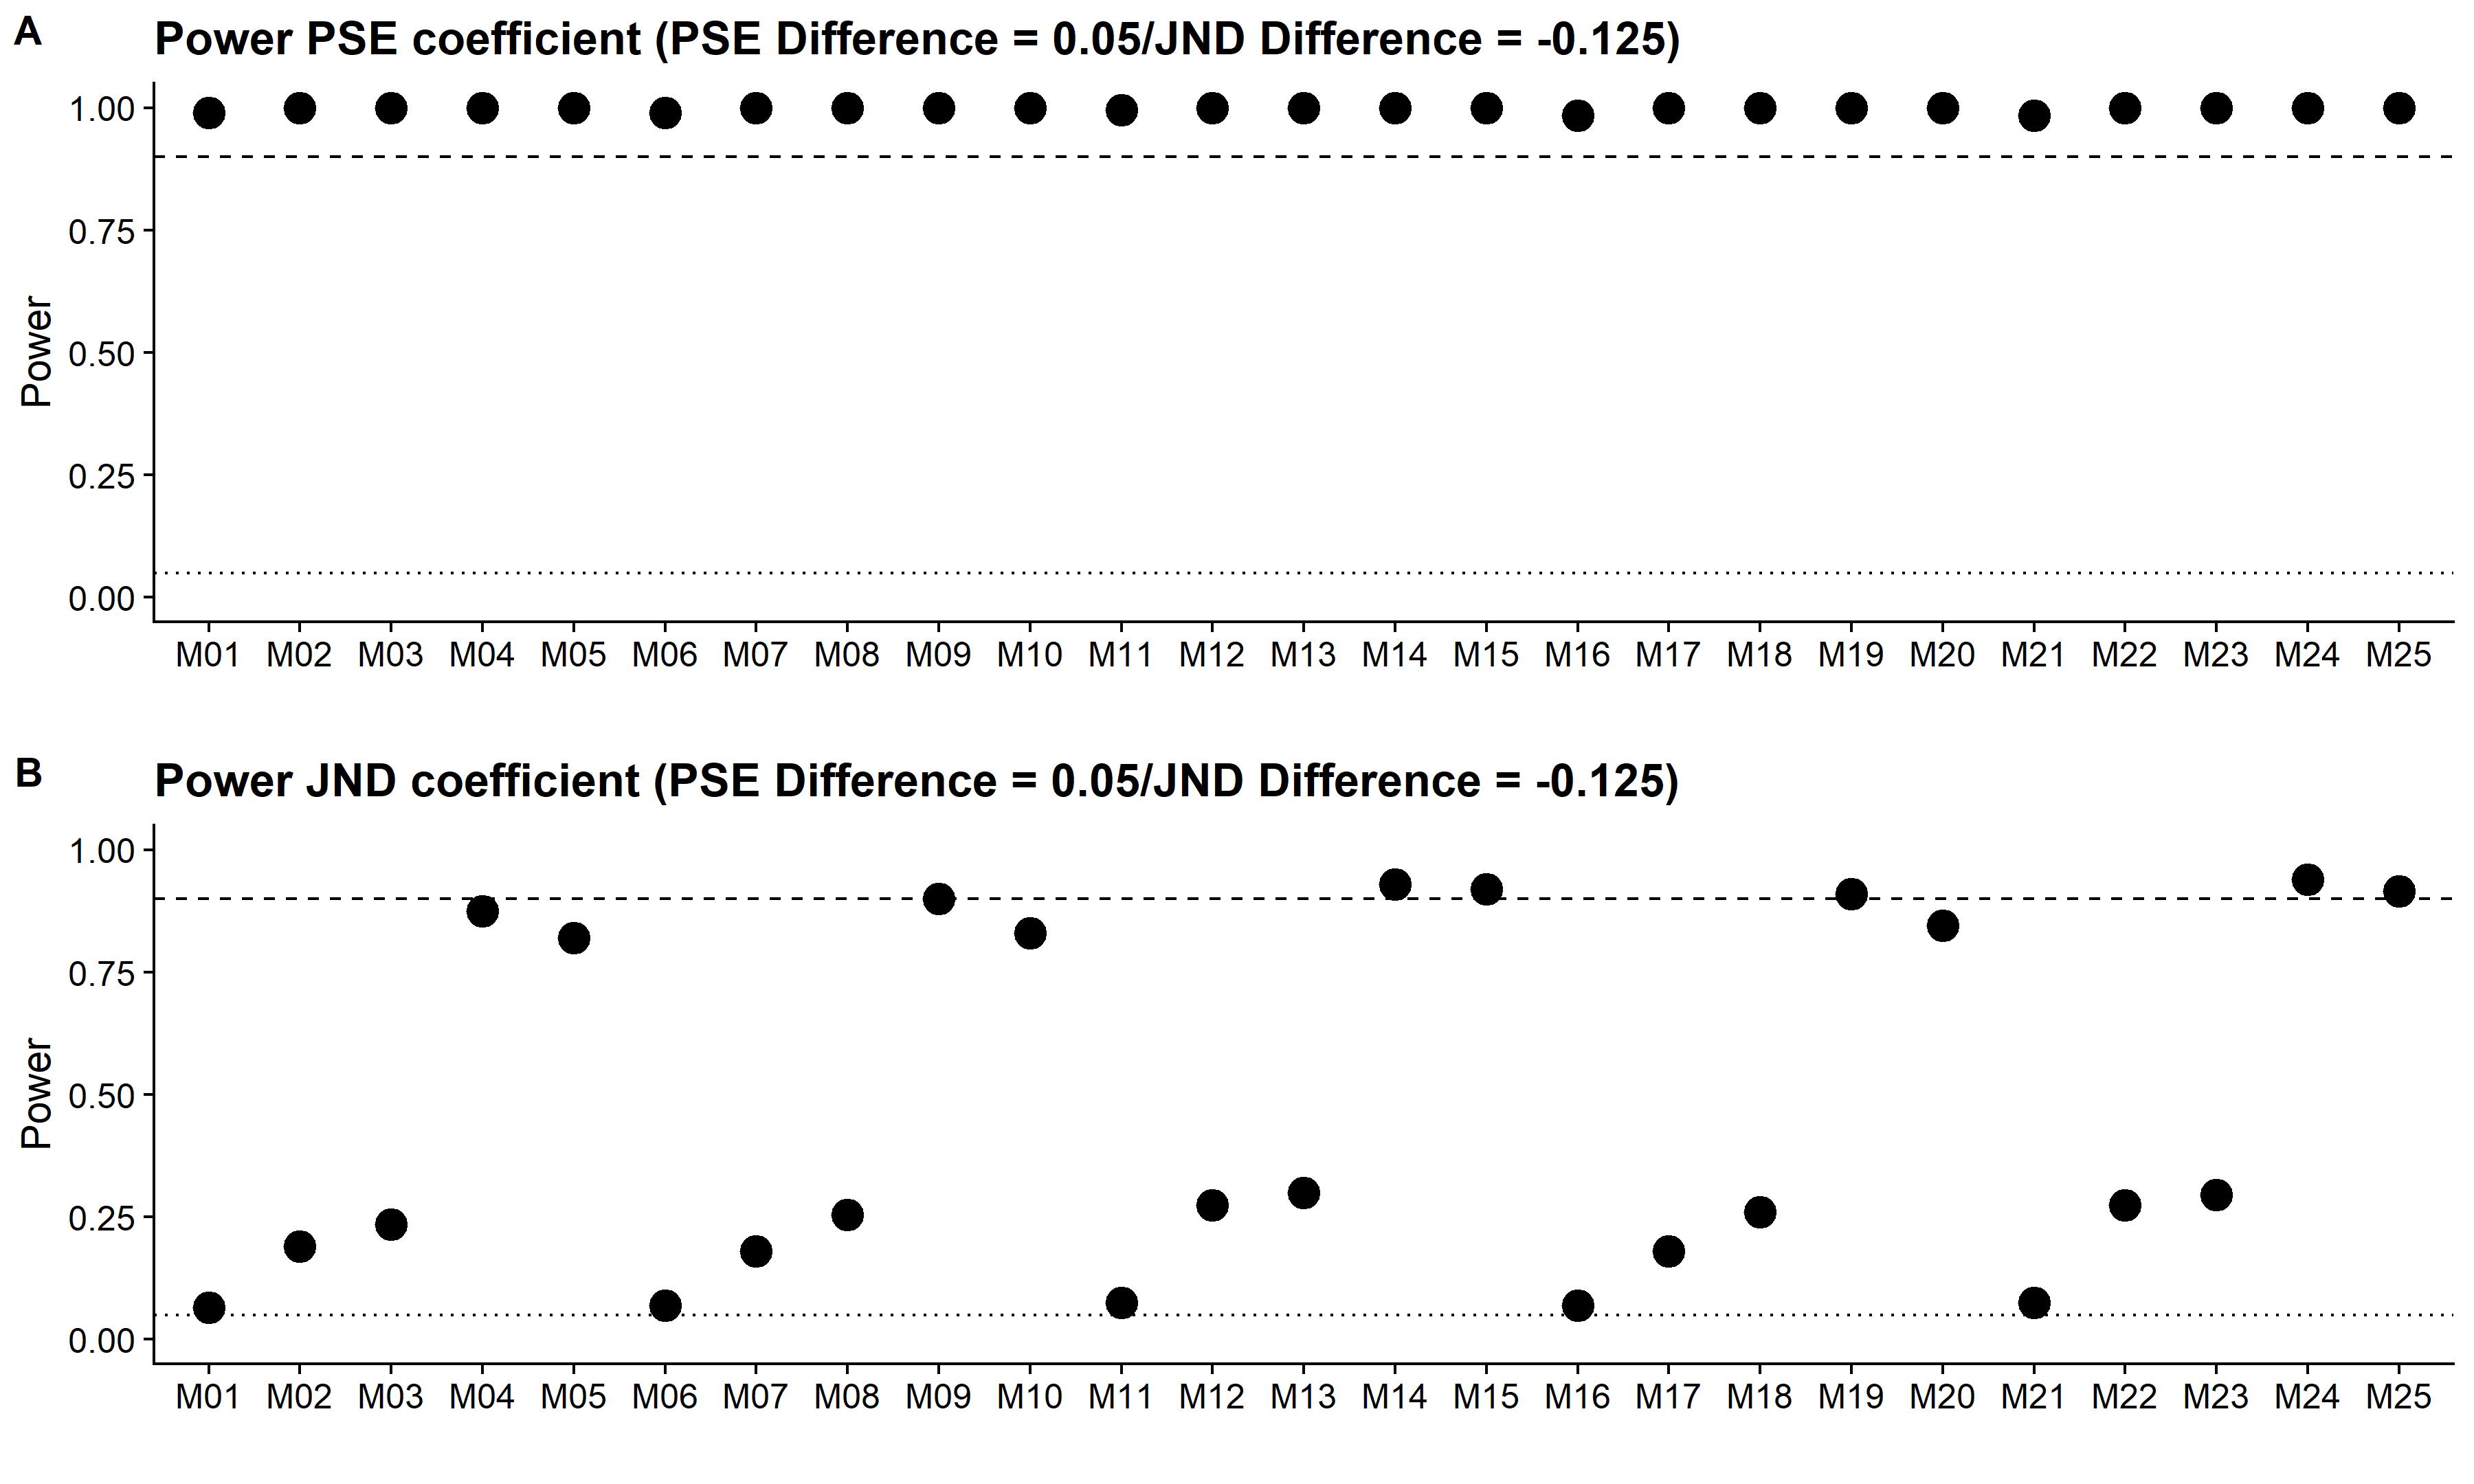 A
Power PSE coefficient (PSE Difference = 0.05/JND Difference = -0.125)
1.00
0.75
0.50
0.25
0.00
Power
M01 M02 M03 M04 M05 M06 M07 M08 M09 M10 M11 M12 M13 M14 M15 M16 M17 M18 M19 M20 M21 M22 M23 M24 M25
B
Power JND coefficient (PSE Difference = 0.05/JND Difference = -0.125)
1.00
0.75
0.50
0.25
0.00
Power
M01 M02 M03 M04 M05 M06 M07 M08 M09 M10 M11 M12 M13 M14 M15 M16 M17 M18 M19 M20 M21 M22 M23 M24 M25